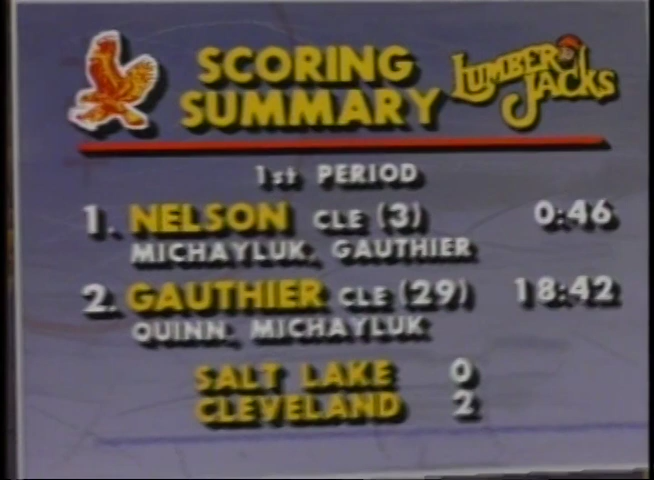 SCORING
SUMMARY
LUMBER
JACKS
1st PERIOD
1. NELSON CLE (3) 0:46
MICHAYLUK, GAUTHIER
2. GAUTHIER CLE (29) 18:42
QUINN, MICHAYLUK
SALT LAKE 0
CLEVELAND 2